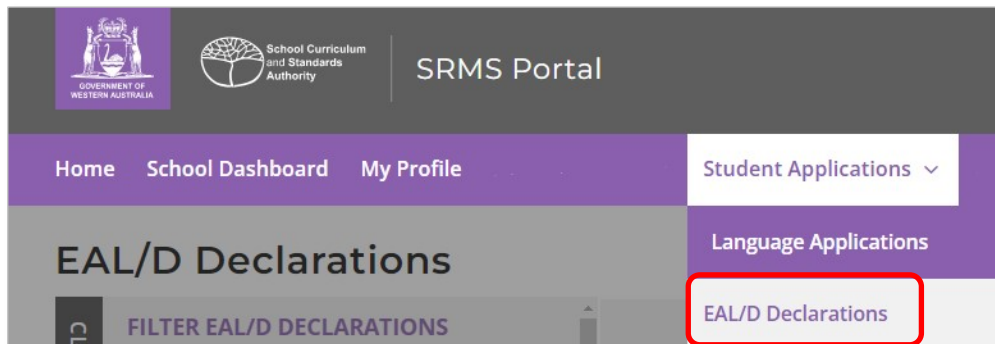 GOVERNMENT OF
WESTERN AUSTRALIA
School Curriculum
and Standards
Authority
SRMS Portal
Home School Dashboard My Profile Student Applications
Language Applications
EAL/D Declarations
EAL/D Declarations
FILTER EAL/D DECLARATIONS